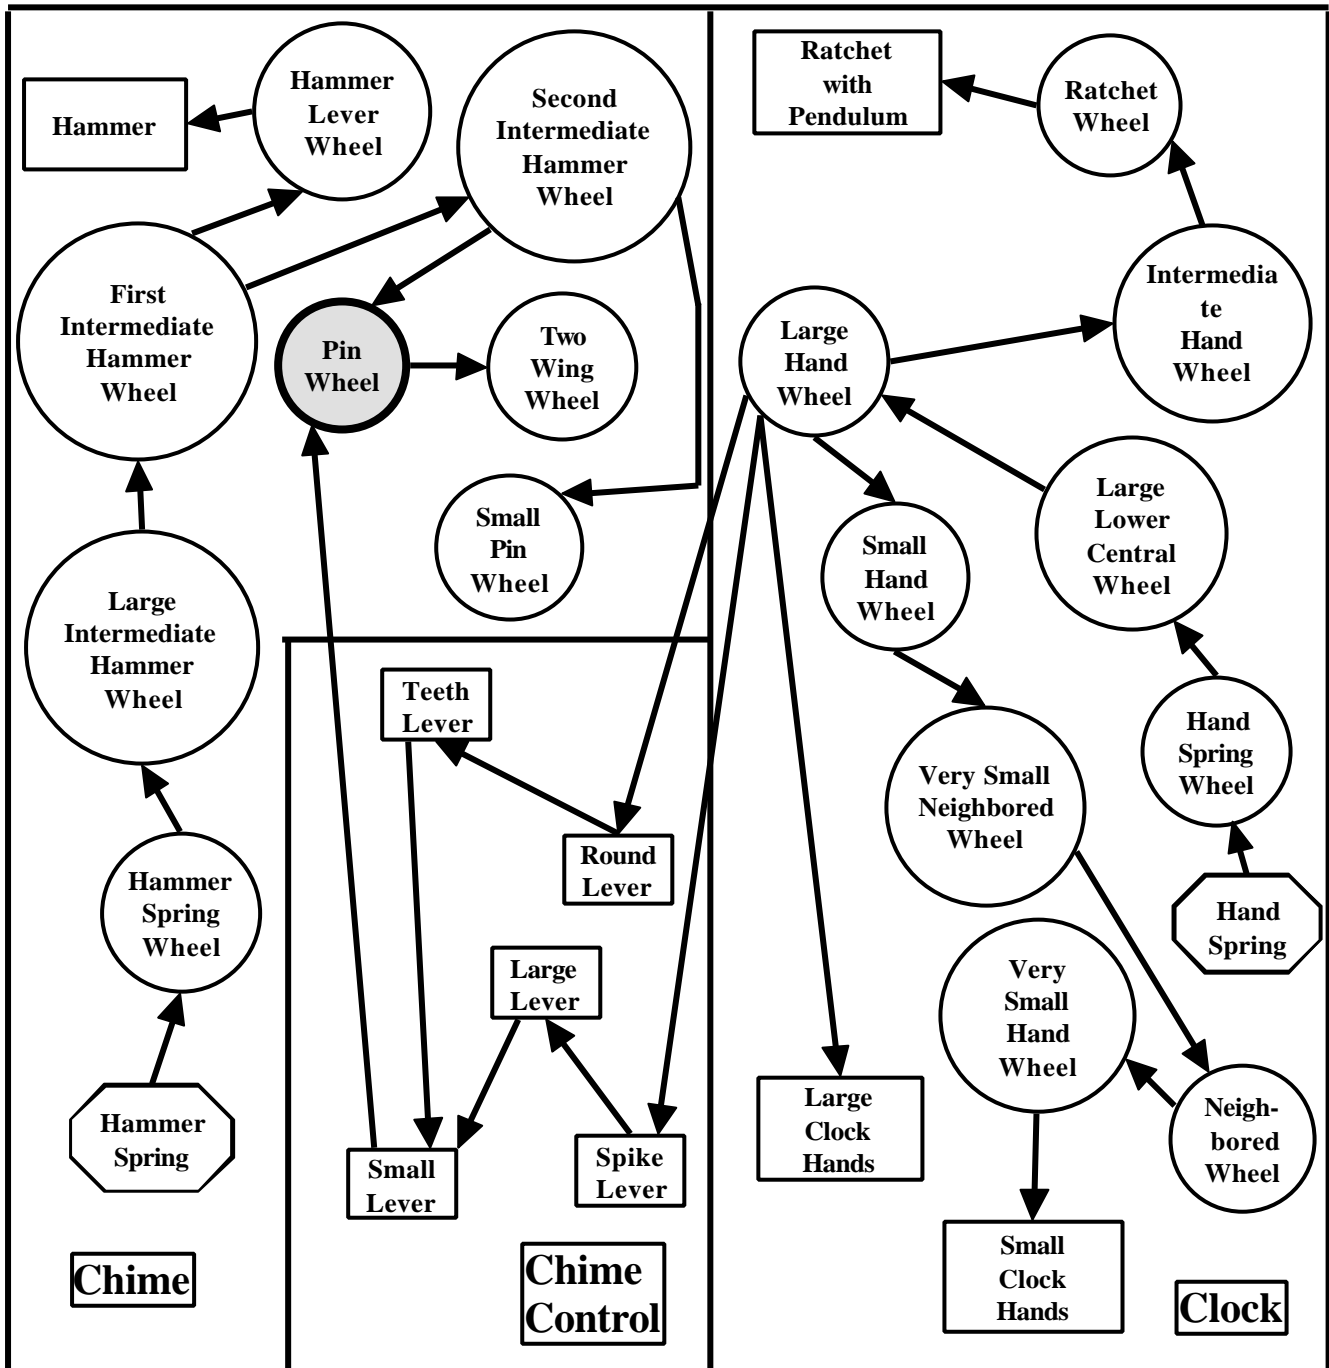 Hammer
Hammer
Lever
Wheel
Second
Intermediate
Hammer
Wheel
First
Intermediate
Hammer
Wheel
Pin
Wheel
Two
Wing
Wheel
Small
Pin
Wheel
Large
Intermediate
Hammer
Wheel
Hammer
Spring
Wheel
Hammer
Spring
Chime
Teeth
Lever
Round
Lever
Large
Lever
Small
Lever
Spike
Lever
Chime
Control
Ratchet
with
Pendulum
Ratchet
Wheel
Intermedia
te
Hand
Wheel
Large
Hand
Wheel
Large
Lower
Central
Wheel
Small
Hand
Wheel
Hand
Spring
Wheel
Very Small
Neighbored
Wheel
Hand
Spring
Very
Small
Hand
Wheel
Large
Clock
Hands
Neigh-
bored
Wheel
Small
Clock
Hands
Clock